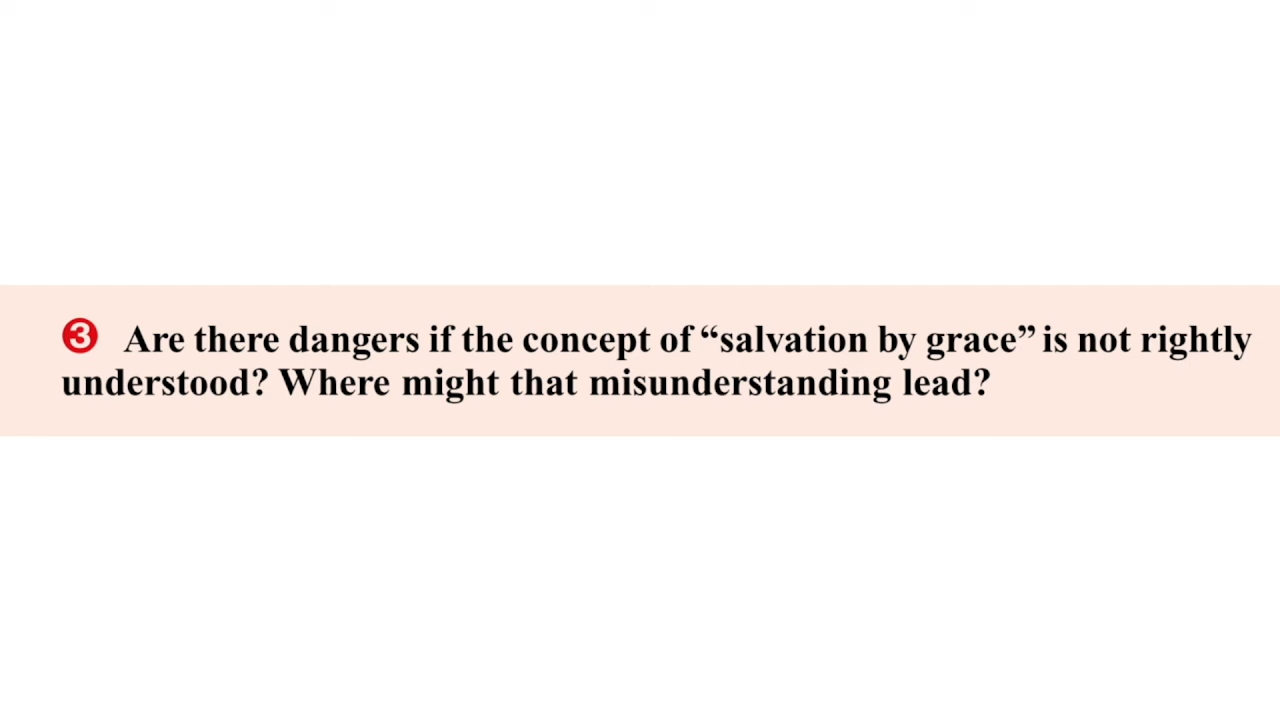 ❸ Are there dangers if the concept of “salvation by grace” is not rightly
understood? Where might that misunderstanding lead?